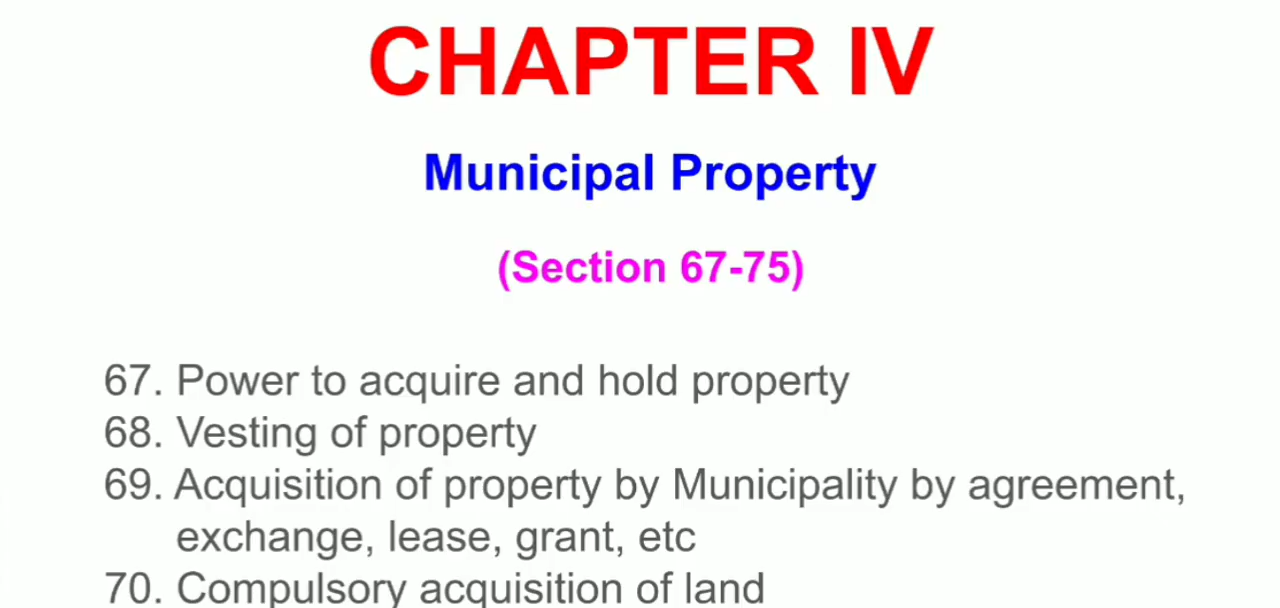 CHAPTER IV
Municipal Property
(Section 67-75)
67. Power to acquire and hold property
68. Vesting of property
69. Acquisition of property by Municipality by agreement,
exchange, lease, grant, etc
70. Compulsory acquisition of land